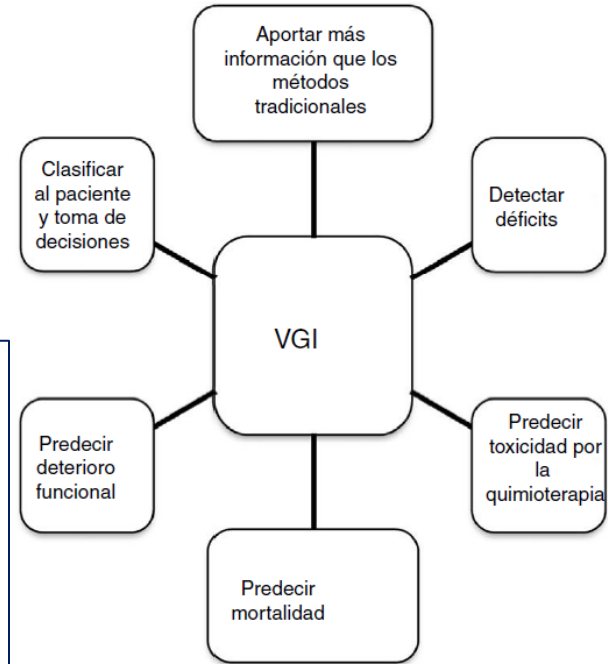 Aportar más
información que los
métodos
tradicionales
Clasificar
al paciente
y toma de
decisiones
Detectar
déficits
VGI
Predecir
deterioro
funcional
Predecir
toxicidad por
la
quimioterapia
Predecir
mortalidad